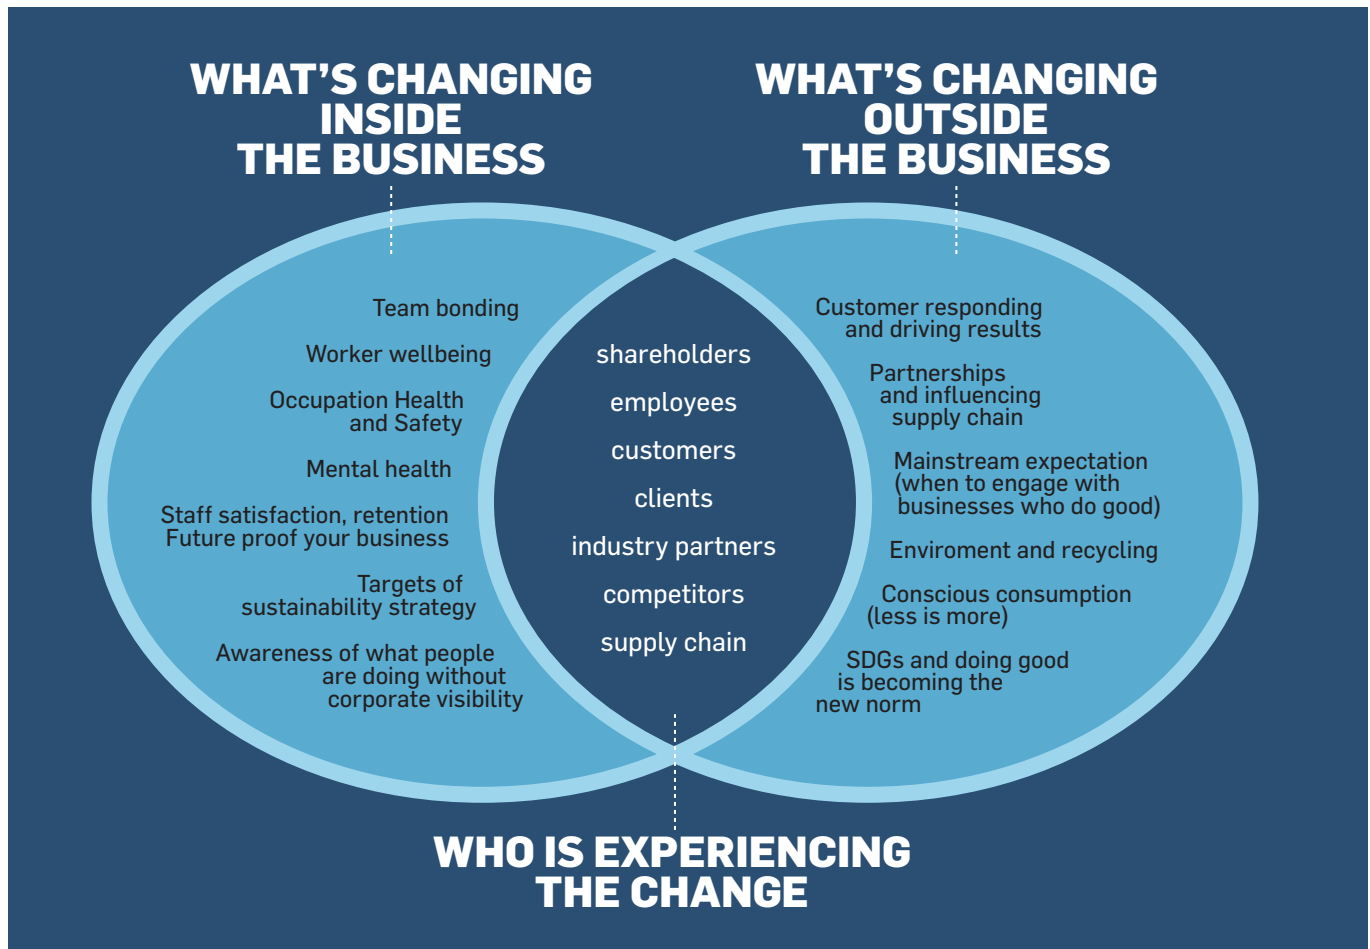 WHAT’S CHANGING
INSIDE
THE BUSINESS
Team bonding
Worker wellbeing
Occupation Health
and Safety
Mental health
Staff satisfaction, retention
Future proof your business
Targets of
sustainability strategy
Awareness of what people
are doing without
corporate visibility
shareholders
employees
customers
clients
industry partners
competitors
supply chain
WHAT’S CHANGING
OUTSIDE
THE BUSINESS
Customer responding
and driving results
Partnerships
and influencing
supply chain
Mainstream expectation
(when to engage with
businesses who do good)
Enviroment and recycling
Conscious consumption
(less is more)
SDGs and doing good
is becoming the
new norm
WHO IS EXPERIENCING
THE CHANGE